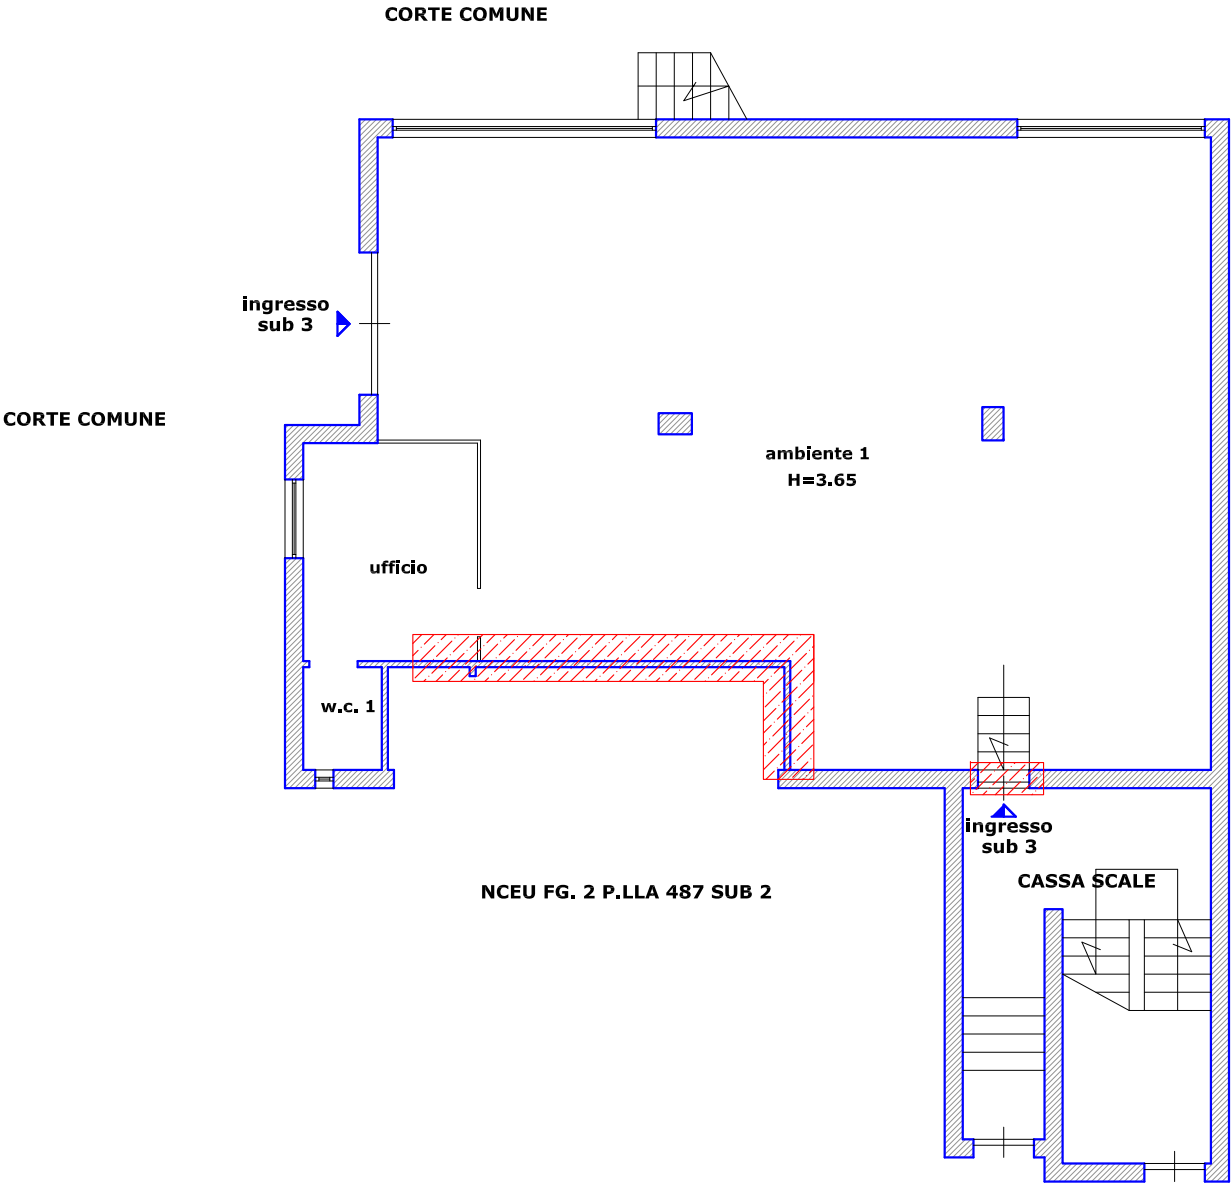 CORTE COMUNE
ingresso
sub 3
CORTE COMUNE
ambiente 1
H=3.65
ufficio
w.c. 1
ingresso
sub 3
CASSA SCALE
NCEU FG. 2 P.LLA 487 SUB 2